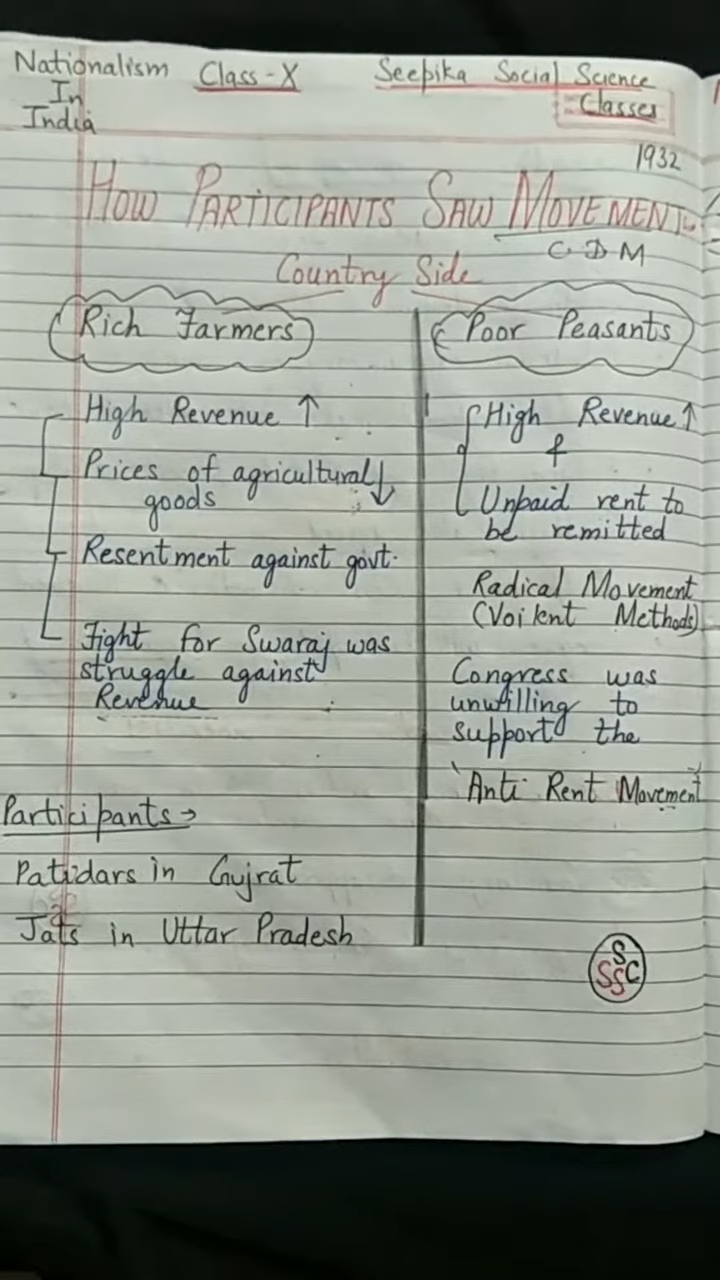 Nationalism Class-X Seepika Social Science
In Classes
India
1932
HOW PARTICIPANTS SAW MOVEMENT
C. D M
Country Side
Rich Farmers
High Revenue ↑
Prices of agricultural ↓
goods
Resentment against govt.
Fight for Swaraj was
struggle against
Revenue
Participants →
Patidars in Gujrat
Jats in Uttar Pradesh
Poor Peasants
High Revenue ↑
&
Unpaid rent to
be remitted
Radical Movement
(Voilent Methods)
Congress was
unwilling to
support the
'Anti Rent Movement'
S
SSC